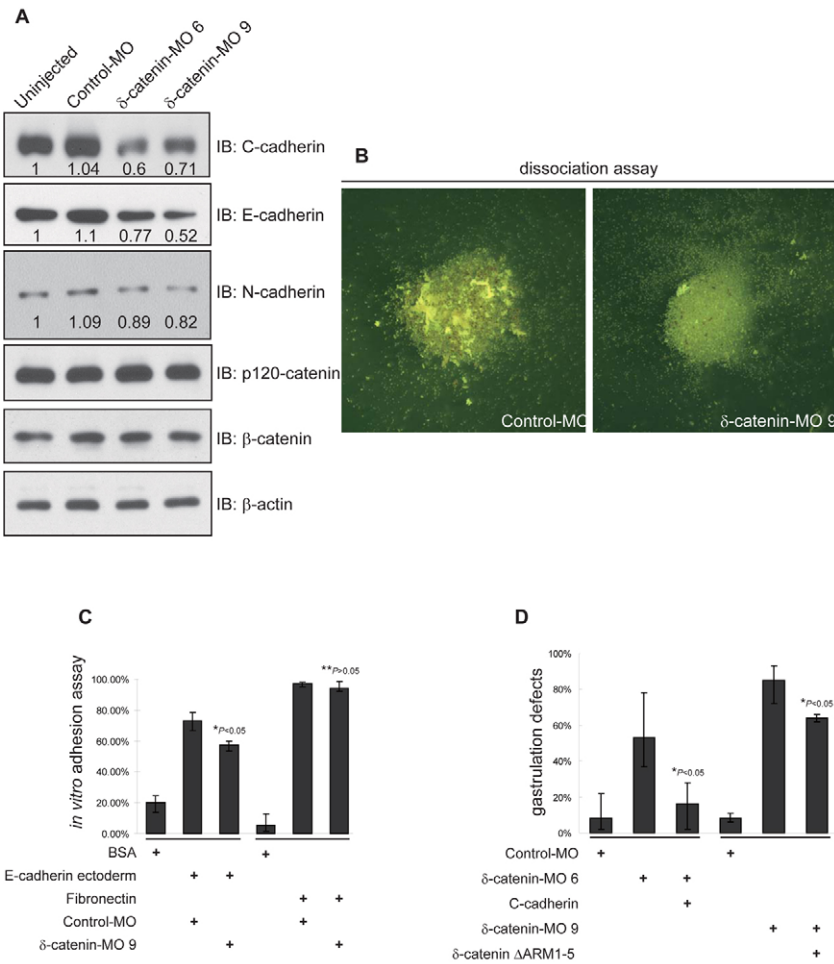 A
Uninjected
Control-MO
δ-catenin-MO 6
δ-catenin-MO 9
1 1.04 0.6 0.71
IB: C-cadherin
1 1.1 0.77 0.52
IB: E-cadherin
1 1.09 0.89 0.82
IB: N-cadherin
IB: p120-catenin
IB: β-catenin
IB: β-actin
B
dissociation assay
Control-MO
δ-catenin-MO 9
C
in vitro adhesion assay
100.00%
80.00%
60.00%
40.00%
20.00%
0.00%
*P<0.05
**P>0.05
BSA + +
E-cadherin ectoderm + +
Fibronectin + +
Control-MO + +
δ-catenin-MO 9 + +
D
gastrulation defects
100%
80%
60%
40%
20%
0%
*P<0.05
*P<0.05
Control-MO + +
δ-catenin-MO 6 + +
C-cadherin +
δ-catenin-MO 9 + +
δ-catenin ΔARM1-5 +